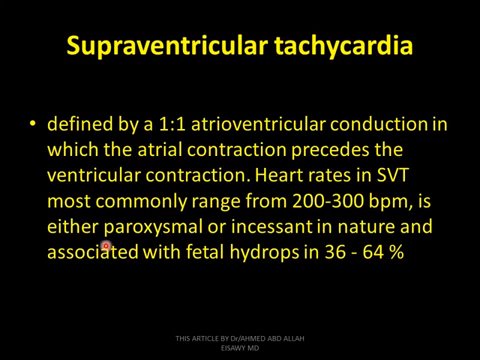 Supraventricular tachycardia
• defined by a 1:1 atrioventricular conduction in
which the atrial contraction precedes the
ventricular contraction. Heart rates in SVT
most commonly range from 200-300 bpm, is
either paroxysmal or incessant in nature and
associated with fetal hydrops in 36 - 64 %
THIS ARTICLE BY Dr/AHMED ABD ALLAH
EISAWY MD